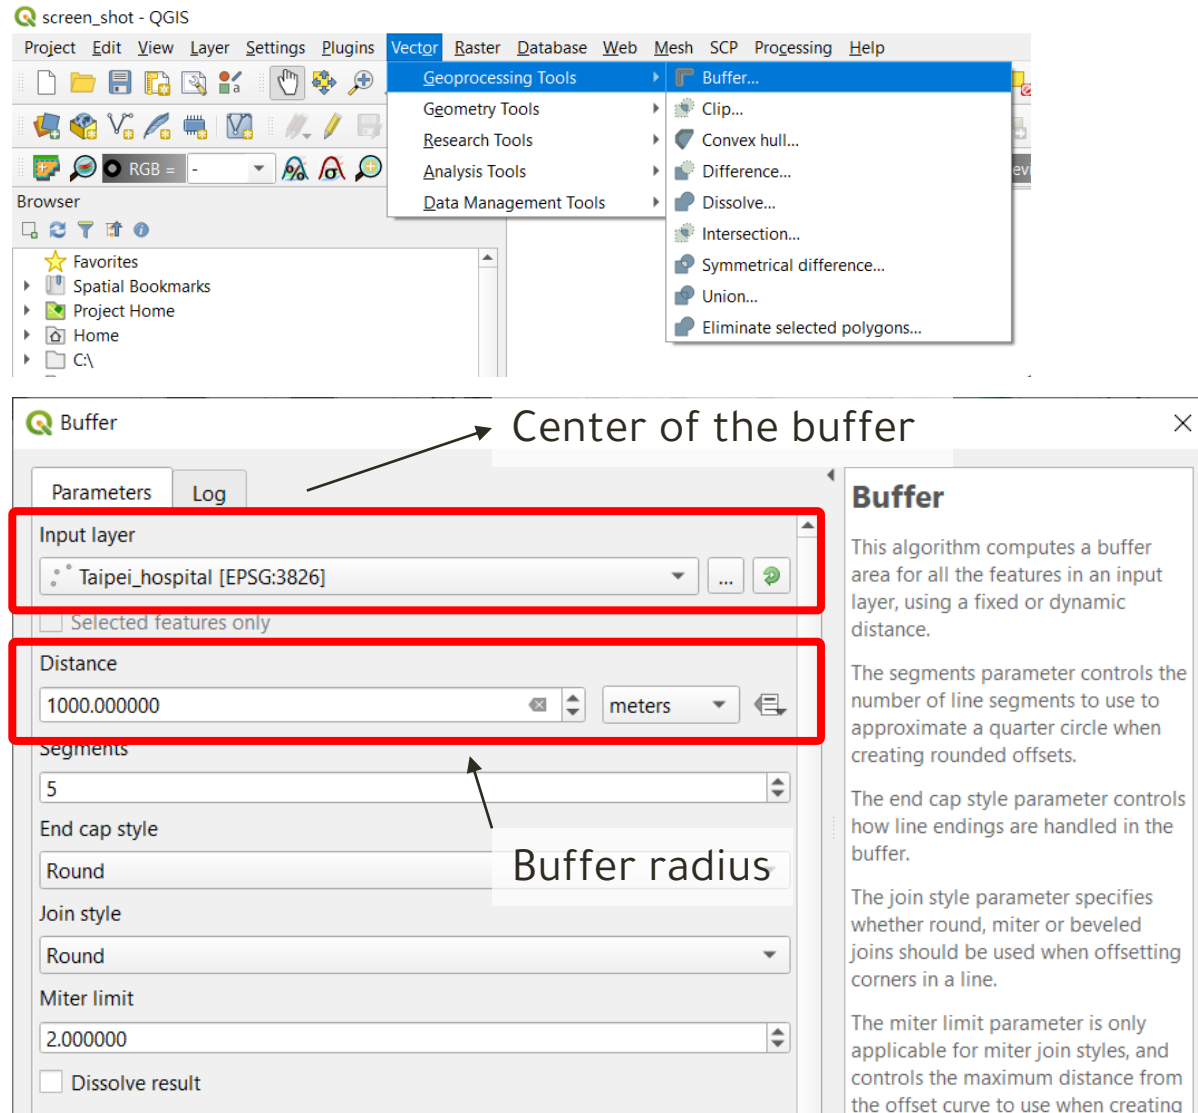 screen_shot - QGIS
Project Edit View Layer Settings Plugins Vector Raster Database Web Mesh SCP Processing Help
Geoprocessing Tools
Buffer...
Geometry Tools
Clip...
Research Tools
Convex hull...
RGB =
-
Analysis Tools
Difference...
Browser
Data Management Tools
Dissolve...
Intersection...
Favorites
Symmetrical difference...
Spatial Bookmarks
Union...
Project Home
Eliminate selected polygons...
Home
C:\
Buffer
Center of the buffer
Parameters
Log
Input layer
Taipei_hospital [EPSG:3826]
...
Selected features only
Distance
1000.000000
meters
Segments
5
End cap style
Round
Buffer radius
Join style
Round
Miter limit
2.000000
Dissolve result
Buffer
This algorithm computes a buffer
area for all the features in an input
layer, using a fixed or dynamic
distance.
The segments parameter controls the
number of line segments to use to
approximate a quarter circle when
creating rounded offsets.
The end cap style parameter controls
how line endings are handled in the
buffer.
The join style parameter specifies
whether round, miter or beveled
joins should be used when offsetting
corners in a line.
The miter limit parameter is only
applicable for miter join styles, and
controls the maximum distance from
the offset curve to use when creating